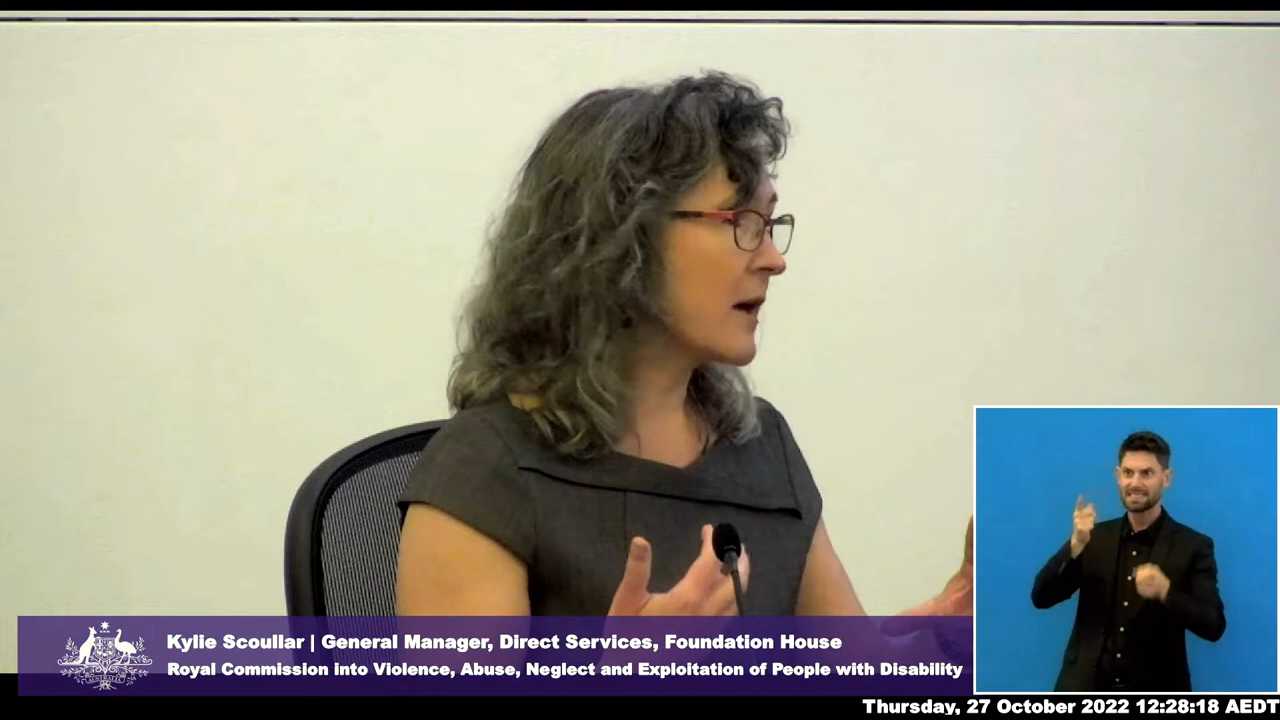 Kylie Scoullar | General Manager, Direct Services, Foundation House
Royal Commission into Violence, Abuse, Neglect and Exploitation of People with Disability
AUSTRALIA
Thursday, 27 October 2022 12:28:18 AEDT